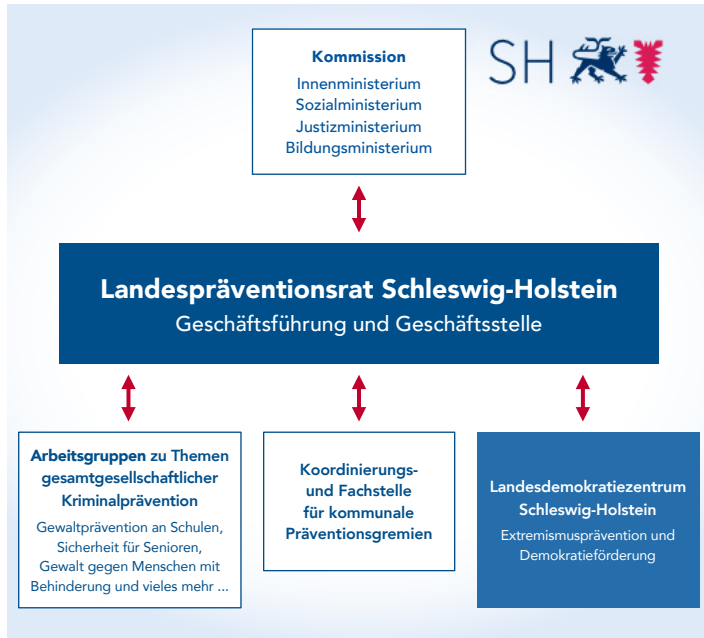 Kommission
Innenministerium
Sozialministerium
Justizministerium
Bildungsministerium
SH
Landespräventionsrat Schleswig-Holstein
Geschäftsführung und Geschäftsstelle
Arbeitsgruppen zu Themen
gesamtgesellschaftlicher
Kriminalprävention
Gewaltprävention an Schulen,
Sicherheit für Senioren,
Gewalt gegen Menschen mit
Behinderung und vieles mehr ...
Koordinierungs-
und Fachstelle
für kommunale
Präventionsgremien
Landesdemokratiezentrum
Schleswig-Holstein
Extremismusprävention und
Demokratieförderung